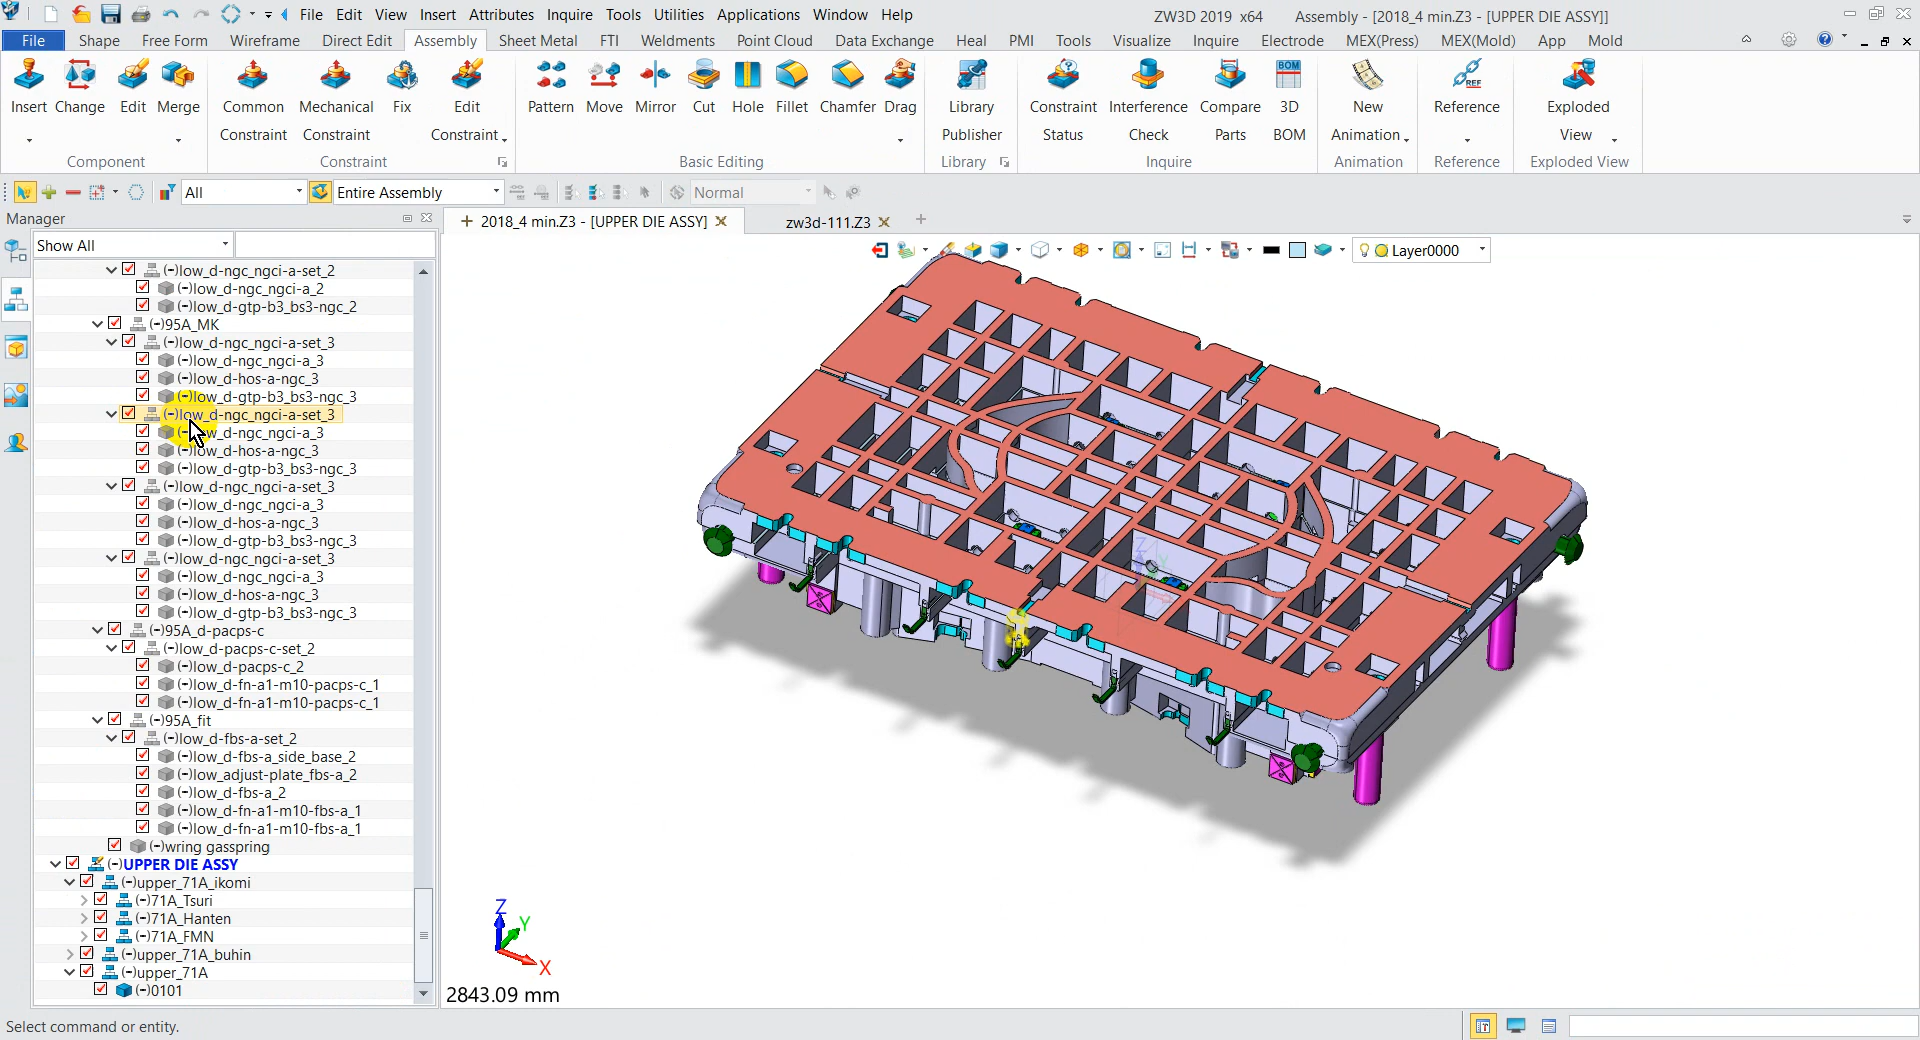 File Edit View Insert Attributes Inquire Tools Utilities Applications Window Help
ZW3D 2019 x64 Assembly - [2018_4 min.Z3 - [UPPER DIE ASSY]]
File Shape Free Form Wireframe Direct Edit Assembly Sheet Metal FTI Weldments Point Cloud Data Exchange Heal PMI Tools Visualize Inquire Electrode MEX(Press) MEX(Mold) App Mold
Insert Change Edit Merge Common Constraint Mechanical Constraint Fix Edit Constraint Pattern Move Mirror Cut Hole Fillet Chamfer Drag Library Publisher Constraint Status Interference Check Compare Parts 3D BOM New Animation Reference Exploded View
BOM
REF
Component Constraint Basic Editing Library Inquire Animation Reference Exploded View
All Entire Assembly Normal
Manager
2018_4 min.Z3 - [UPPER DIE ASSY] zw3d-111.Z3
Show All
Layer0000
(-)low_d-ngc_ngci-a-set_2
(-)low_d-ngc_ngci-a_2
(-)low_d-gtp-b3_bs3-ngc_2
(-)95A_MK
(-)low_d-ngc_ngci-a-set_3
(-)low_d-ngc_ngci-a_3
(-)low_d-hos-a-ngc_3
(-)low_d-gtp-b3_bs3-ngc_3
(-)low_d-ngc_ngci-a-set_3
(-)low_d-ngc_ngci-a_3
(-)low_d-hos-a-ngc_3
(-)low_d-gtp-b3_bs3-ngc_3
(-)low_d-ngc_ngci-a-set_3
(-)low_d-ngc_ngci-a_3
(-)low_d-hos-a-ngc_3
(-)low_d-gtp-b3_bs3-ngc_3
(-)low_d-ngc_ngci-a-set_3
(-)low_d-ngc_ngci-a_3
(-)low_d-hos-a-ngc_3
(-)low_d-gtp-b3_bs3-ngc_3
(-)95A_d-pacps-c
(-)low_d-pacps-c-set_2
(-)low_d-pacps-c_2
(-)low_d-fn-a1-m10-pacps-c_1
(-)low_d-fn-a1-m10-pacps-c_1
(-)95A_fit
(-)low_d-fbs-a-set_2
(-)low_d-fbs-a_side_base_2
(-)low_adjust-plate_fbs-a_2
(-)low_d-fbs-a_2
(-)low_d-fn-a1-m10-fbs-a_1
(-)low_d-fn-a1-m10-fbs-a_1
(-)wring gasspring
(-)UPPER DIE ASSY
(-)upper_71A_ikomi
(-)71A_Tsuri
(-)71A_Hanten
(-)71A_FMN
(-)upper_71A_buhin
(-)upper_71A
(-)0101
Z
Y
Z
Y
X
2843.09 mm
Select command or entity.